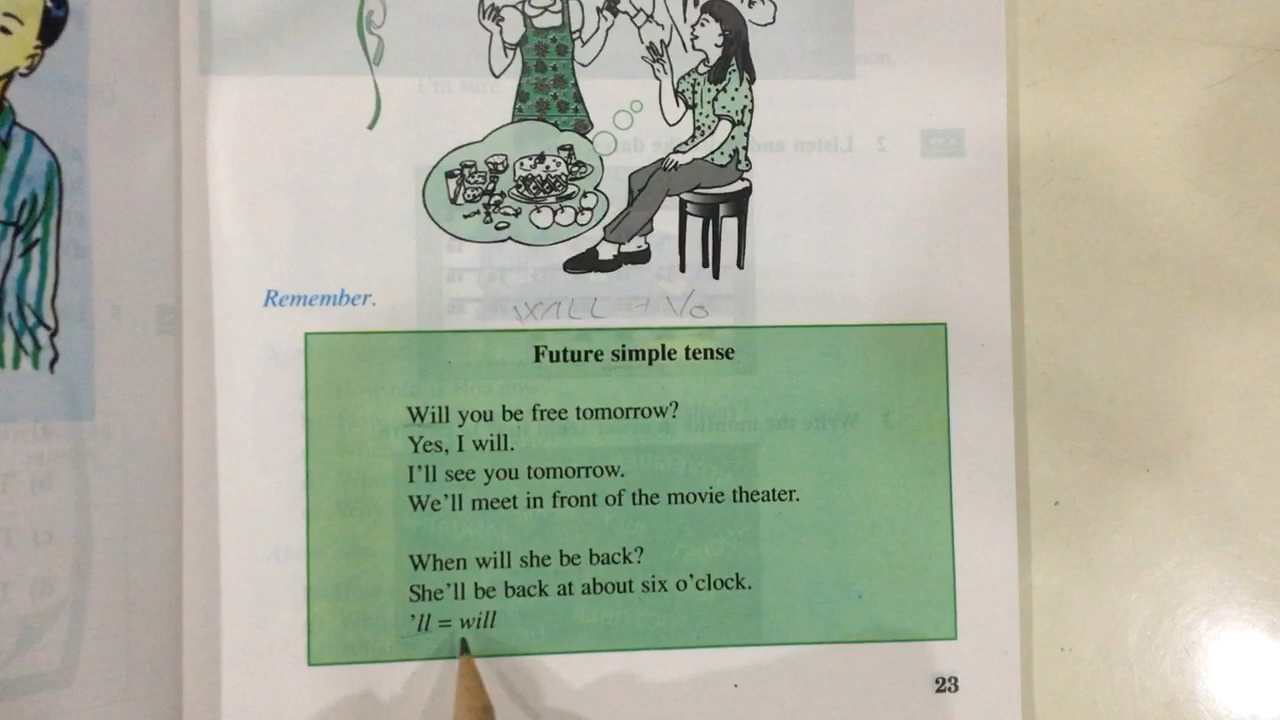 Remember.
WILL + V0
Future simple tense
Will you be free tomorrow?
Yes, I will.
I'll see you tomorrow.
We'll meet in front of the movie theater.
When will she be back?
She'll be back at about six o'clock.
'll = will
23